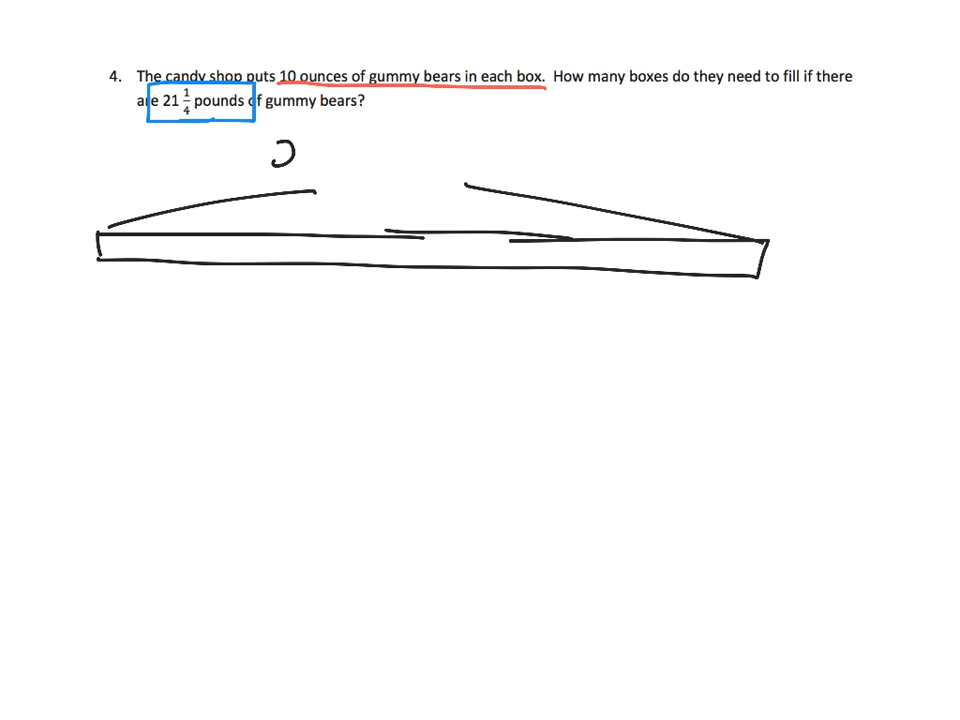 4. The candy shop puts 10 ounces of gummy bears in each box. How many boxes do they need to fill if there
are 21 1/4 pounds of gummy bears?